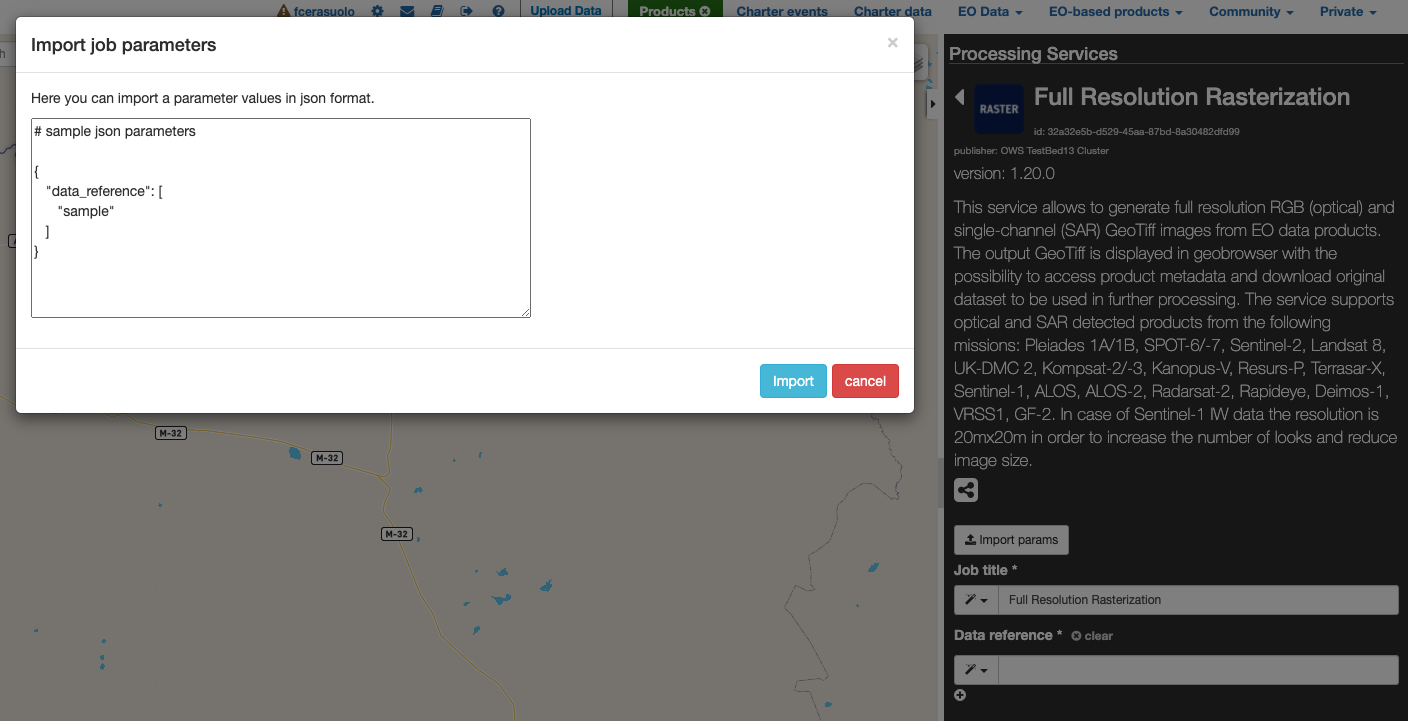 fcerasuolo
Upload Data
Products
Charter events
Charter data
EO Data
EO-based products
Community
Private
Import job parameters
×
Here you can import a parameter values in json format.
# sample json parameters
{
"data_reference": [
"sample"
]
}
Import
cancel
M-32
M-32
M-32
Processing Services
RASTER
Full Resolution Rasterization
id: 32a32e5b-d529-45aa-87bd-8a30482dfd99
publisher: OWS TestBed13 Cluster
version: 1.20.0
This service allows to generate full resolution RGB (optical) and
single-channel (SAR) GeoTiff images from EO data products.
The output GeoTiff is displayed in geobrowser with the
possibility to access product metadata and download original
dataset to be used in further processing. The service supports
optical and SAR detected products from the following
missions: Pleiades 1A/1B, SPOT-6/-7, Sentinel-2, Landsat 8,
UK-DMC 2, Kompsat-2/-3, Kanopus-V, Resurs-P, Terrasar-X,
Sentinel-1, ALOS, ALOS-2, Radarsat-2, Rapideye, Deimos-1,
VRSS1, GF-2. In case of Sentinel-1 IW data the resolution is
20mx20m in order to increase the number of looks and reduce
image size.
Import params
Job title *
Full Resolution Rasterization
Data reference * clear